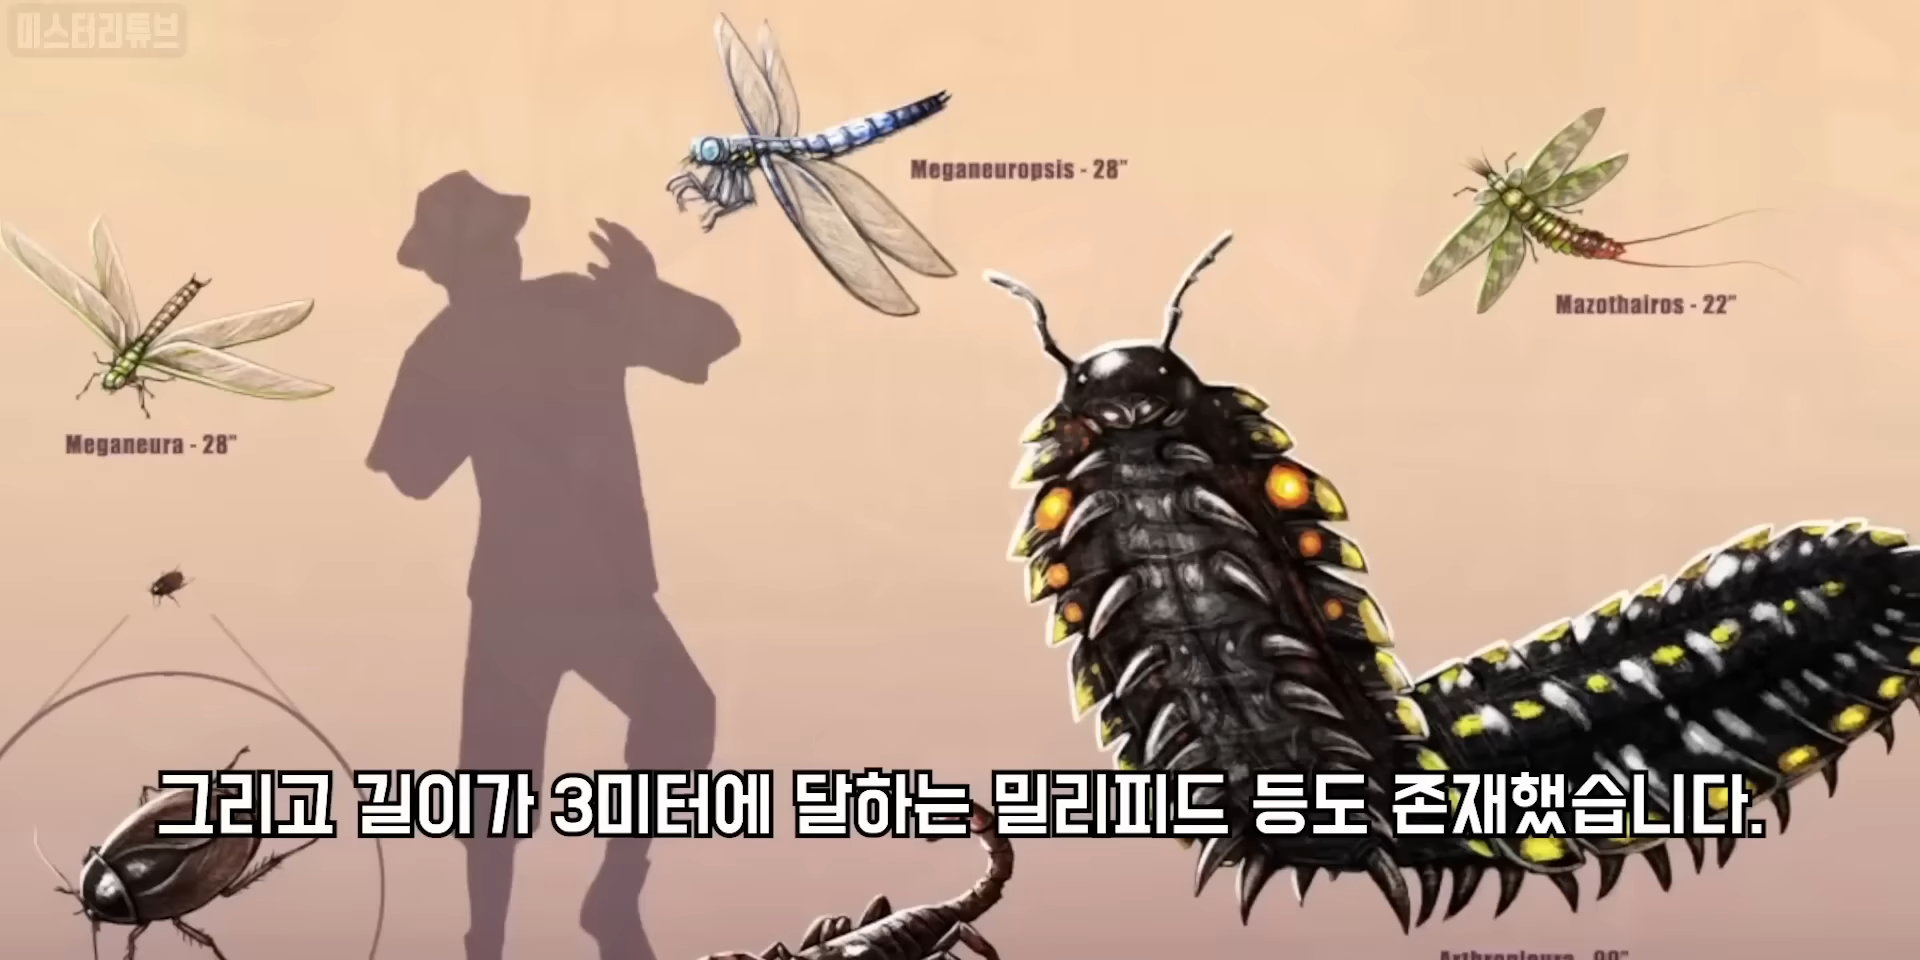 미스터리튜브
Meganeuropsis - 28"
Mazothairos - 22"
Meganeura - 28"
그리고 길이가 3미터에 달하는 밀리피드 등도 존재했습니다.